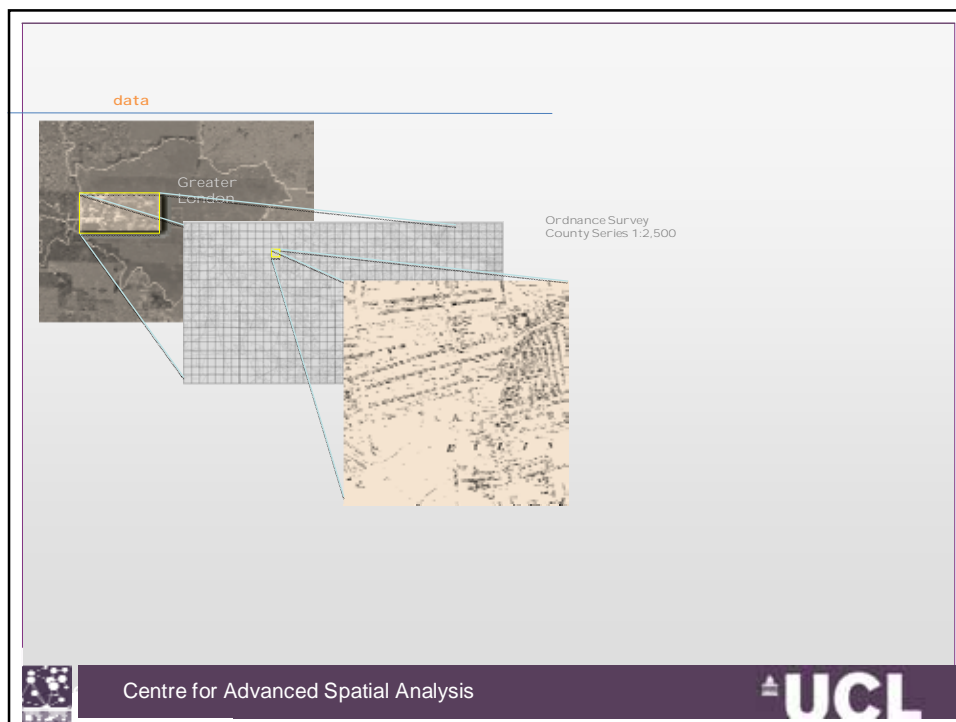 data
Greater
London
Ordnance Survey
County Series 1:2,500
Centre for Advanced Spatial Analysis
UCL